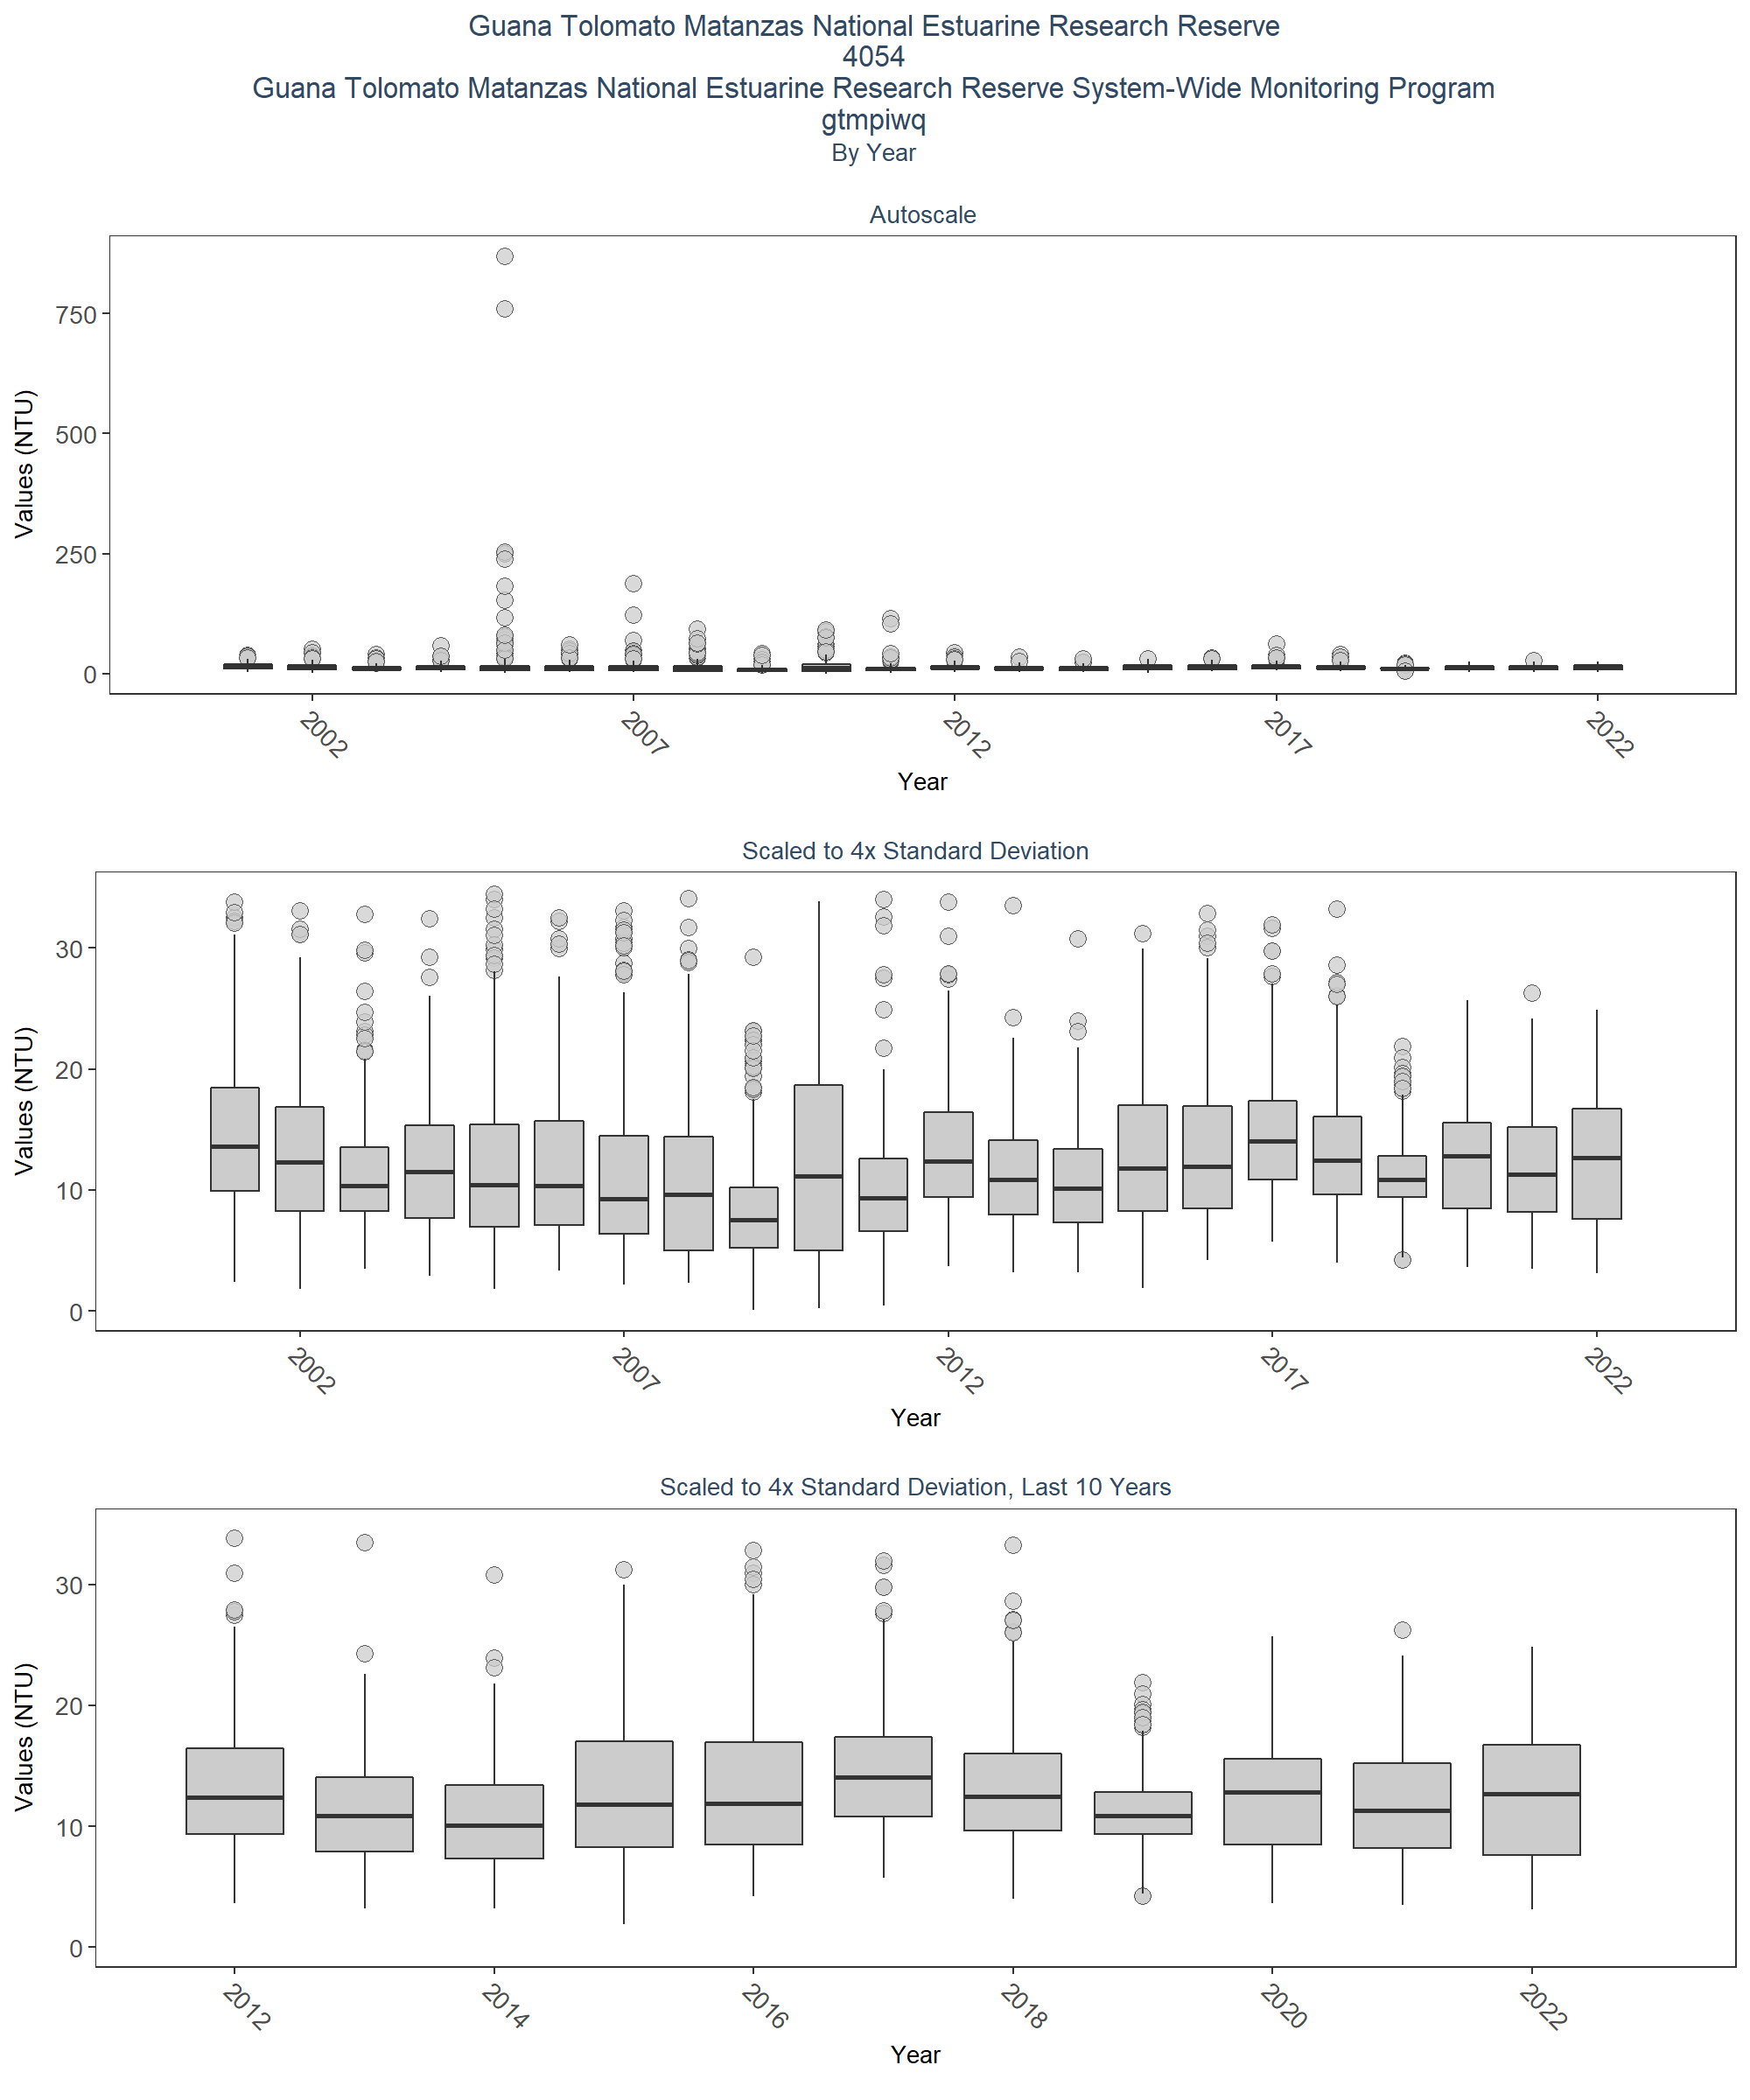 Guana Tolomato Matanzas National Estuarine Research Reserve
4054
Guana Tolomato Matanzas National Estuarine Research Reserve System-Wide Monitoring Program
gtmpiwq
By Year
Autoscale
Values (NTU)
750
500
250
0
2002
2007
2012
2017
2022
Year
Scaled to 4x Standard Deviation
Values (NTU)
30
20
10
0
2002
2007
2012
2017
2022
Year
Scaled to 4x Standard Deviation, Last 10 Years
Values (NTU)
30
20
10
0
2012
2014
2016
2018
2020
2022
Year